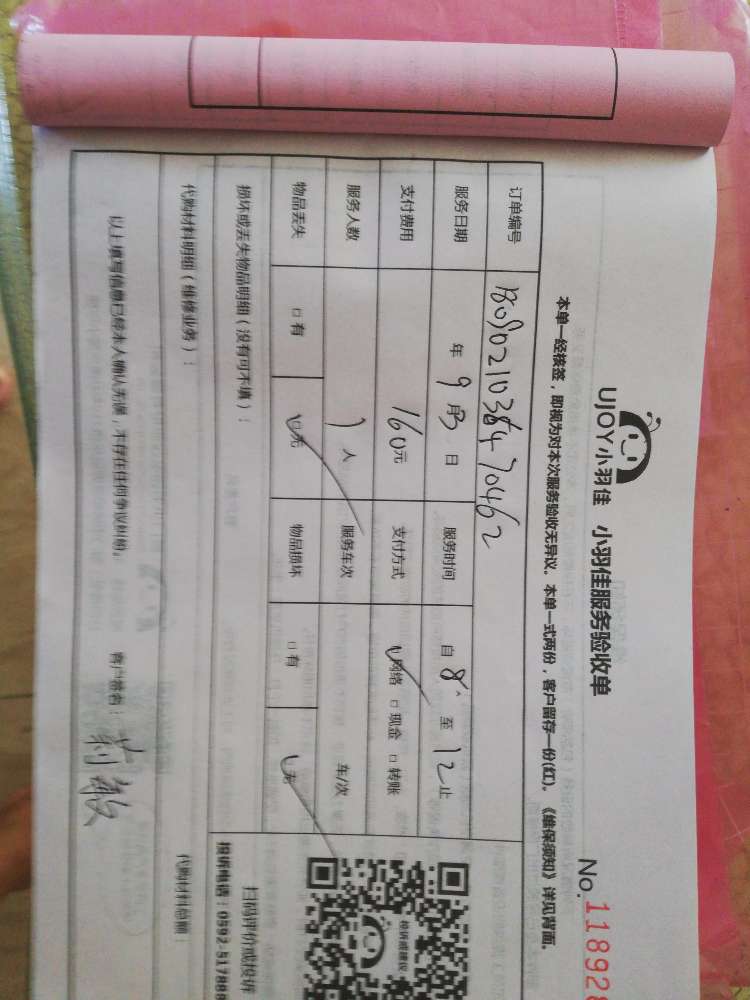 UJOY小羽佳 小羽佳服务验收单
No.118928
本单一经核签，即视为对本次服务验收无异议。本单一式两份，客户留存一份(红)。《维保须知》详见背面。
订单编号
服务日期 年 9 月 3 日 服务时间 自 8 至 12 止
支付费用 160 元 支付方式 网络 □现金 □转账
服务人数 1 人 服务车次 车/次
物品丢失 □有 □无 物品损坏 □有 □无
损坏或丢失物品明细（没有可不填）：
扫码评价或投诉
投诉电话：0592-517888
投诉或建议
代购材料明细（维修业务）： 代购材料总额：
以上填写信息已经本人确认无误，不存在任何争议纠纷。 客户签名：